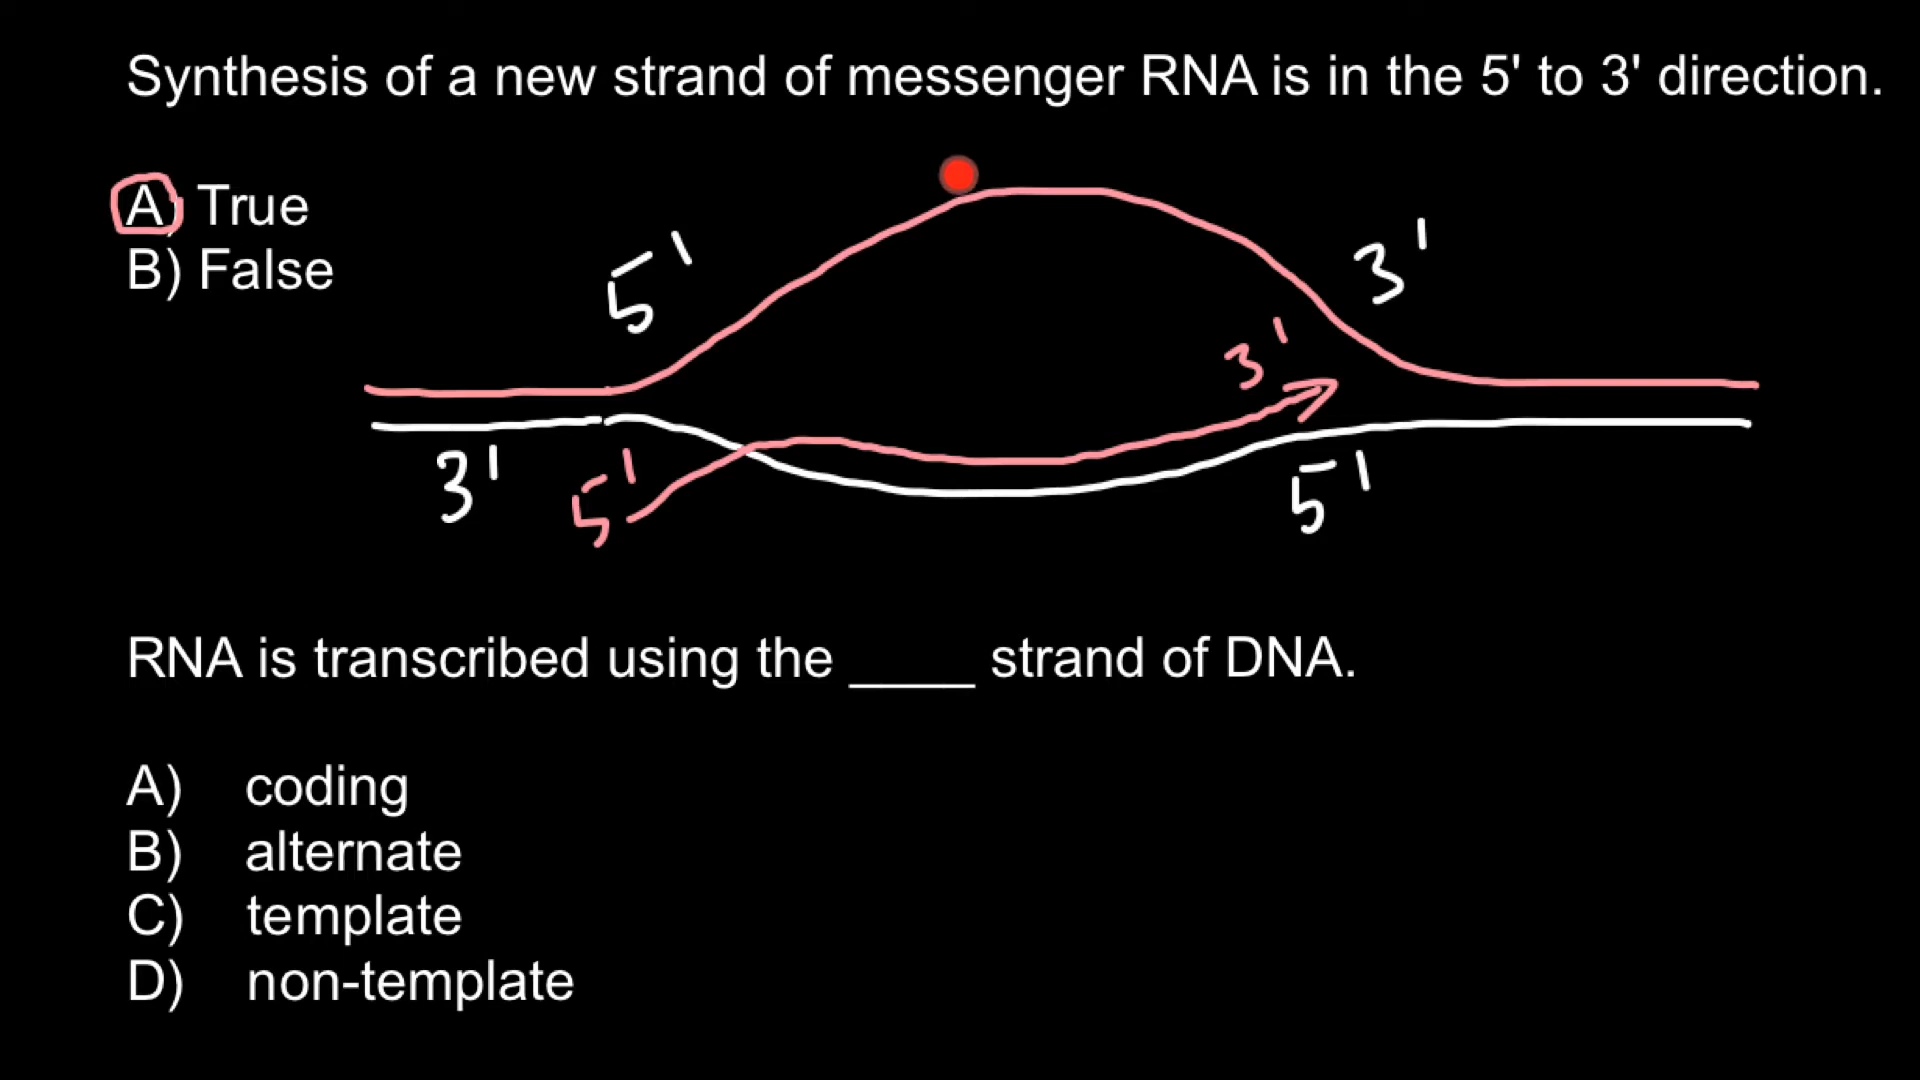 Synthesis of a new strand of messenger RNA is in the 5' to 3' direction.
A) True
B) False
5'
3'
3'
3'
5'
5'
RNA is transcribed using the ____ strand of DNA.
A) coding
B) alternate
C) template
D) non-template